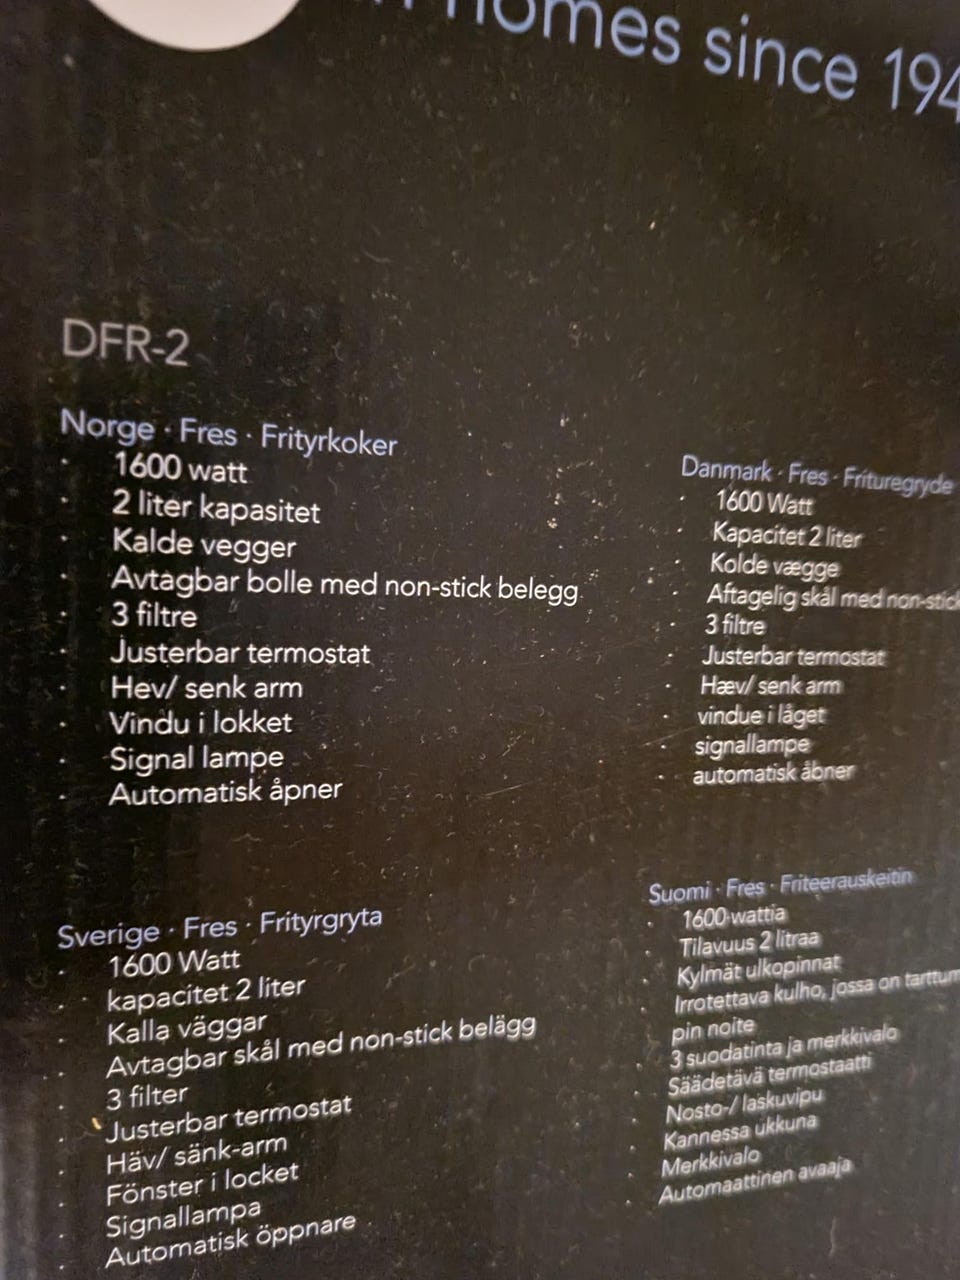 homes since 194
DFR-2
Norge · Fres · Frityrkoker
· 1600 watt
· 2 liter kapasitet
· Kalde vegger
· Avtagbar bolle med non-stick belegg
· 3 filtre
· Justerbar termostat
· Hev/ senk arm
· Vindu i lokket
· Signal lampe
· Automatisk åpner
Danmark · Fres · Frituregryde
· 1600 Watt
· Kapacitet 2 liter
· Kolde vægge
· Aftagelig skål med non-stick
· 3 filtre
· Justerbar termostat
· Hæv/ senk arm
· vindue i låget
· signallampe
· automatisk åbner
Sverige · Fres · Frityrgryta
· 1600 Watt
· kapacitet 2 liter
· Kalla väggar
· Avtagbar skål med non-stick belägg
· 3 filter
· Justerbar termostat
· Häv/ sänk-arm
· Fönster i locket
· Signallampa
· Automatisk öppnare
Suomi · Fres · Friteerauskeitin
· 1600 wattia
· Tilavuus 2 litraa
· Kylmät ulkopinnat
· Irrotettava kulho, jossa on tarttum
pin noite
· 3 suodatinta ja merkkivalo
· Säädetävä termostaatti
· Nosto-/ laskuvipu
· Kannessa ukkuna
· Merkkivalo
· Automaattinen avaaja